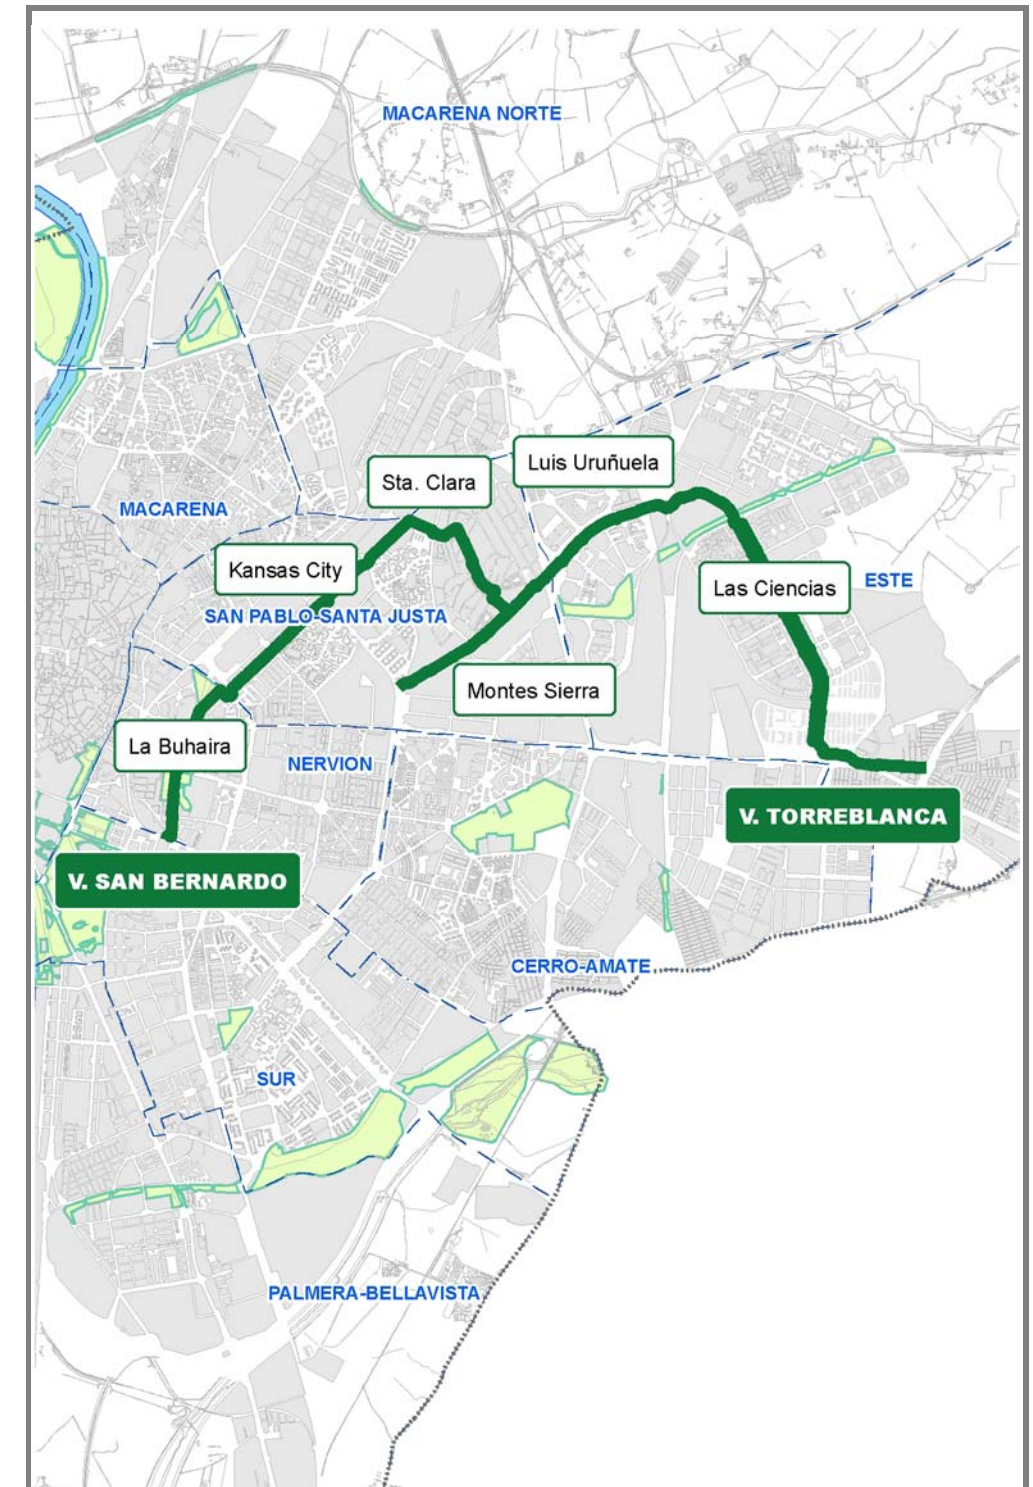 MACARENA NORTE
Luis Uruñuela
Sta. Clara
MACARENA
Kansas City
ESTE
Las Ciencias
SAN PABLO-SANTA JUSTA
Montes Sierra
La Buhaira
NERVION
V. TORREBLANCA
V. SAN BERNARDO
CERRO-AMATE
SUR
PALMERA-BELLAVISTA